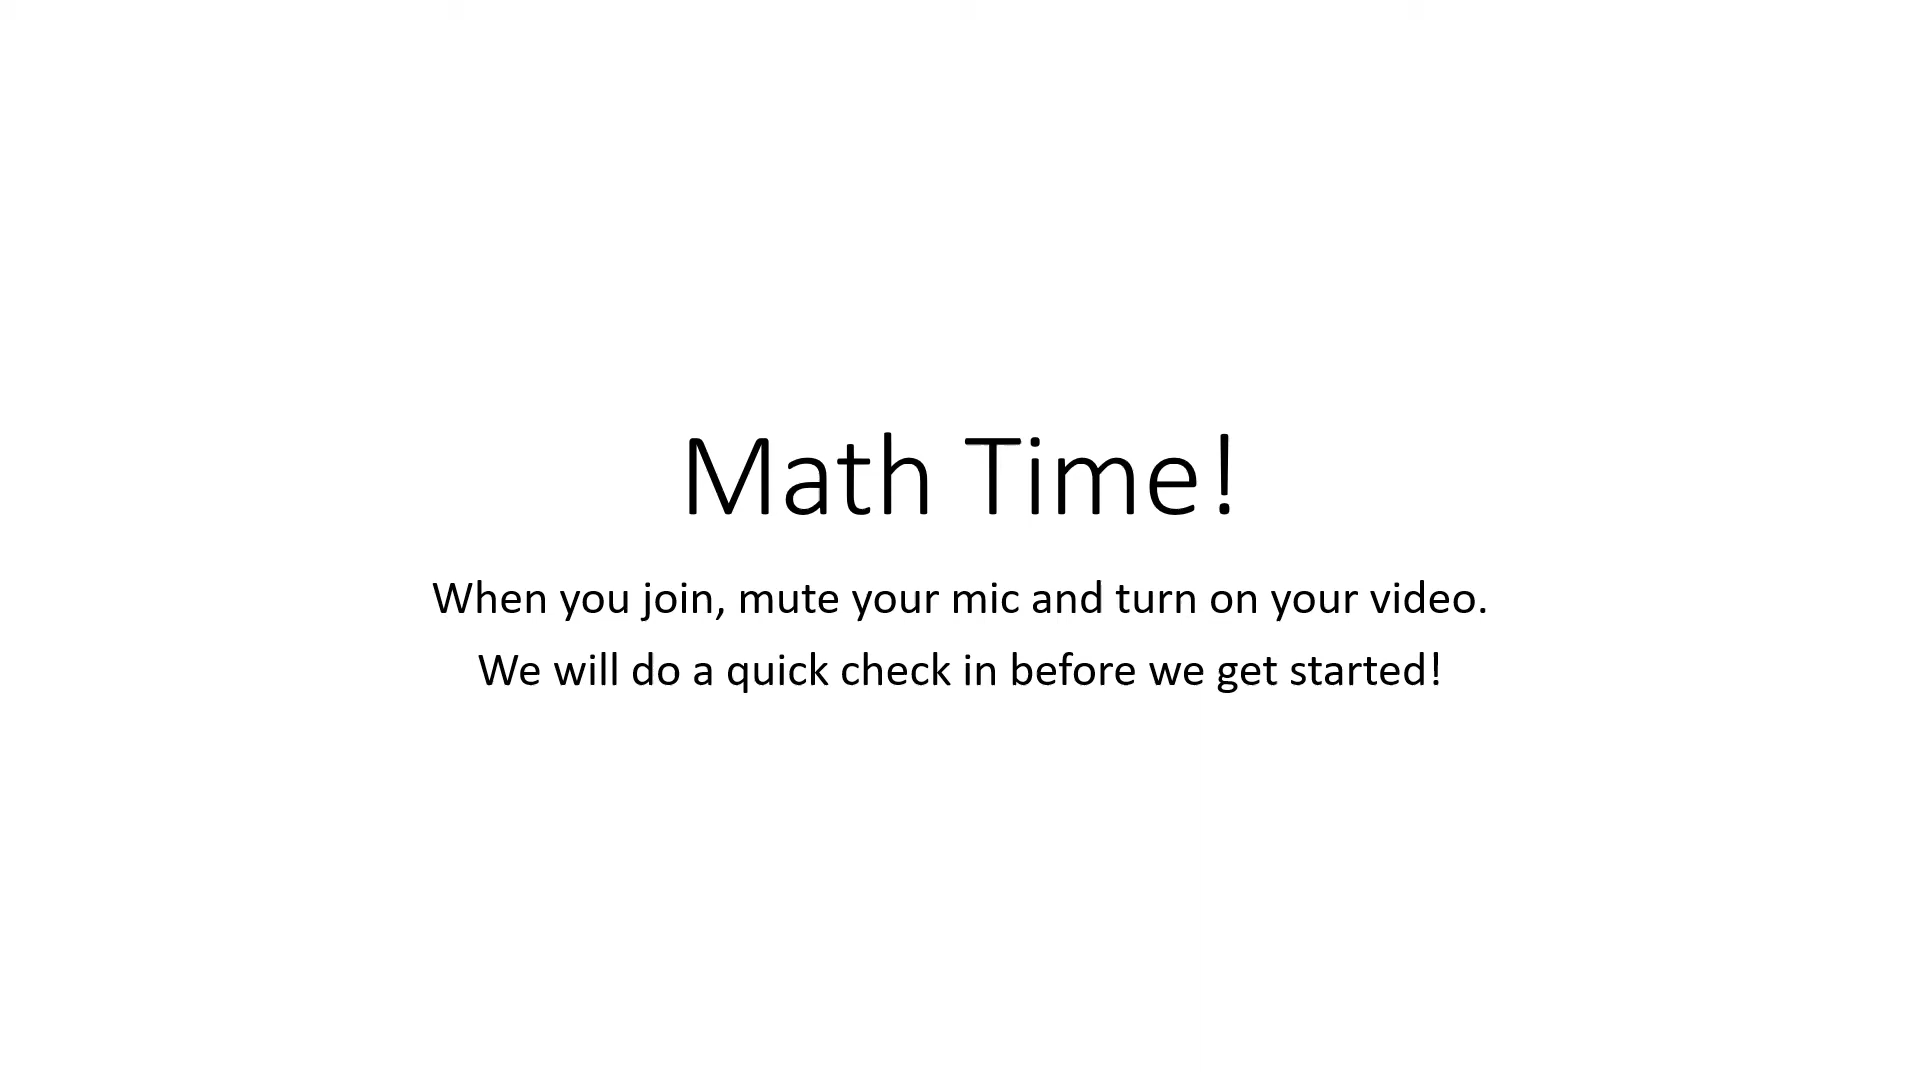 Math Time!
When you join, mute your mic and turn on your video.
We will do a quick check in before we get started!